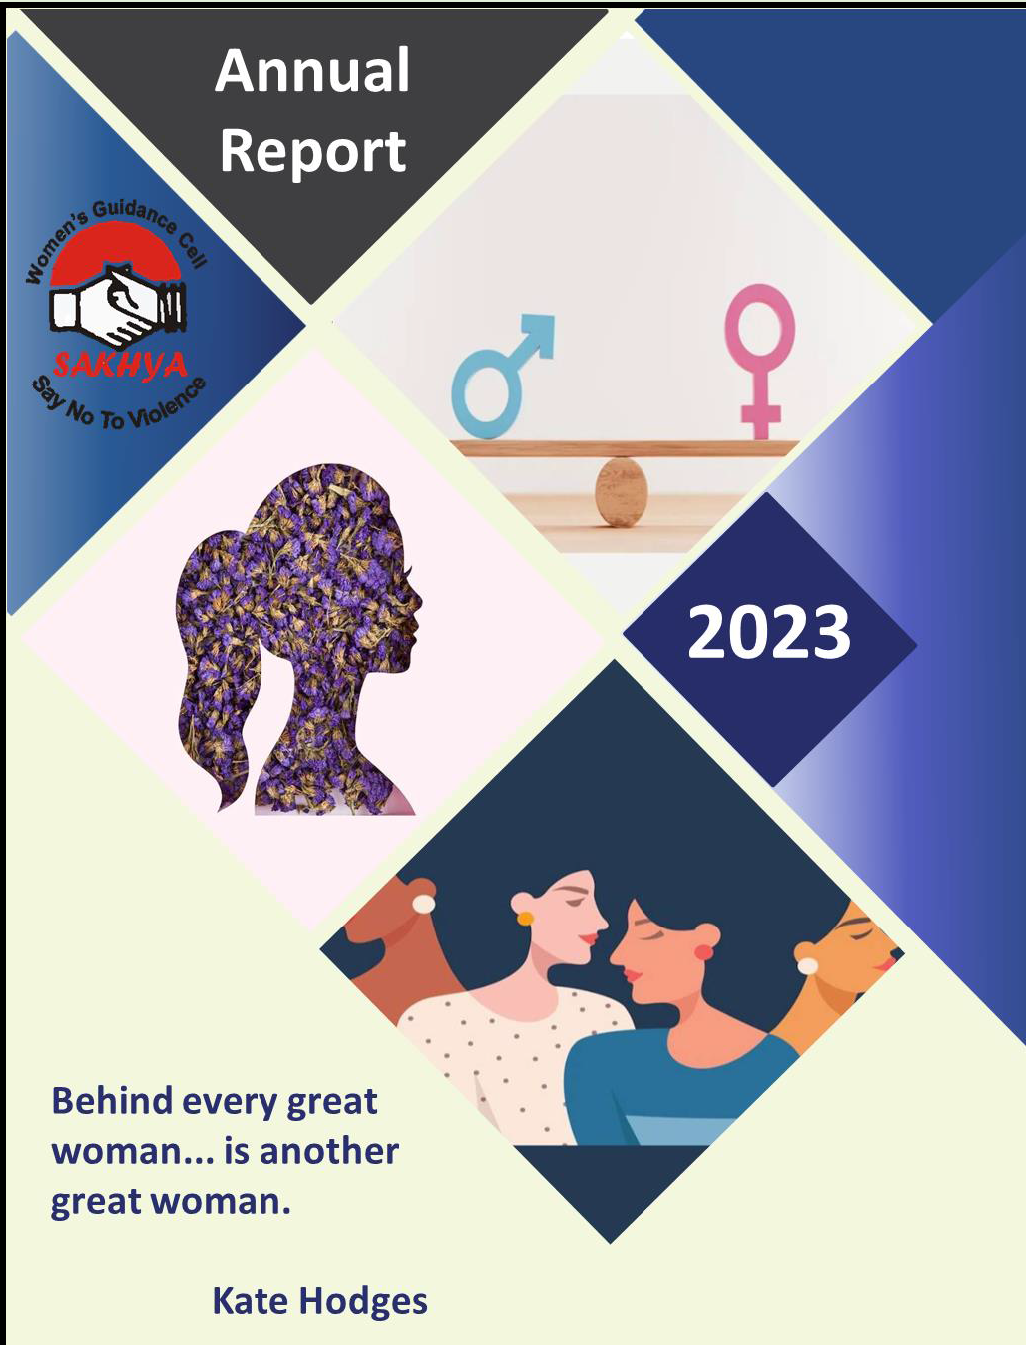 Annual
Report
Women's Guidance Cell
SAKHYA
Say No To Violence
2023
Behind every great
woman... is another
great woman.
Kate Hodges